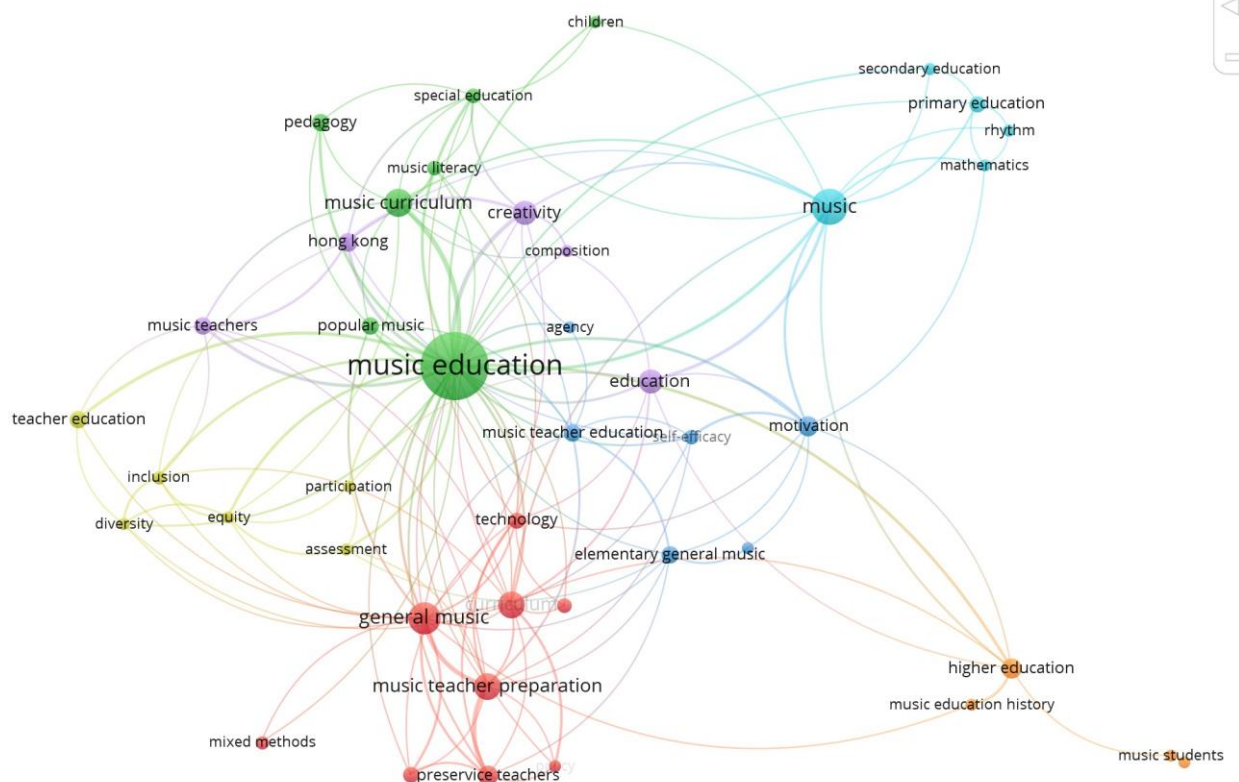 children
secondary education
special education
primary education
pedagogy
rhythm
music literacy
mathematics
music curriculum
music
creativity
hong kong
composition
music teachers
popular music
agency
music education
education
teacher education
music teacher education
self-efficacy
motivation
inclusion
participation
diversity
equity
technology
assessment
elementary general music
curriculum
general music
higher education
music teacher preparation
music education history
mixed methods
music students
preservice teachers
policy